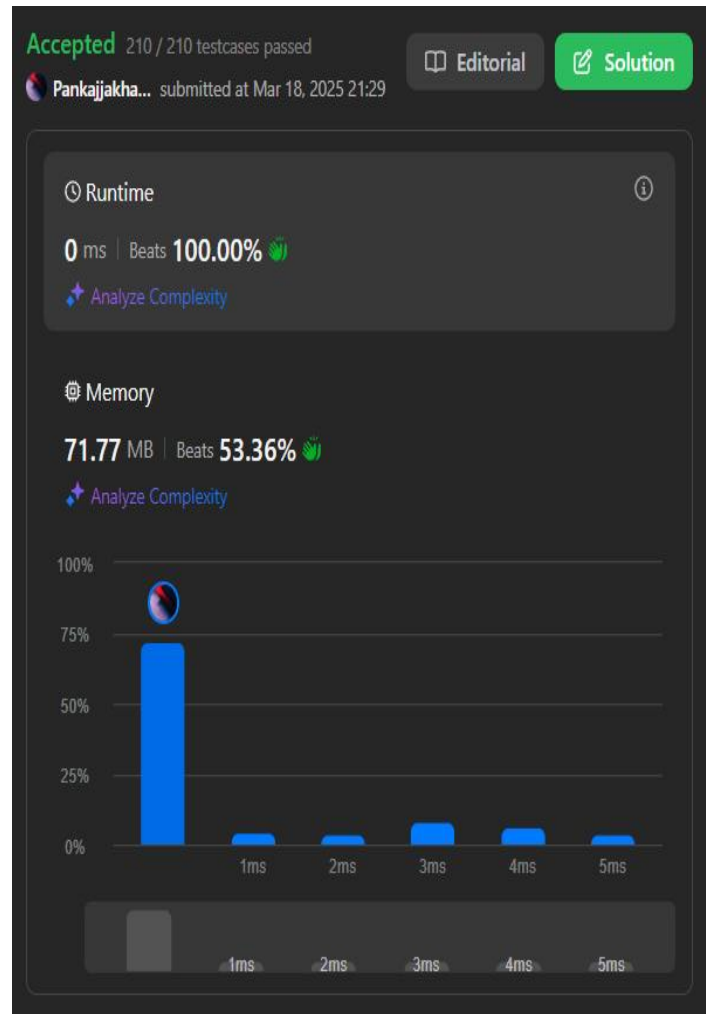 Accepted 210 / 210 testcases passed
Editorial
Solution
Pankajjakha... submitted at Mar 18, 2025 21:29
Runtime
0 ms | Beats 100.00%
Analyze Complexity
Memory
71.77 MB | Beats 53.36%
Analyze Complexity
100%
75%
50%
25%
0%
1ms 2ms 3ms 4ms 5ms
1ms 2ms 3ms 4ms 5ms